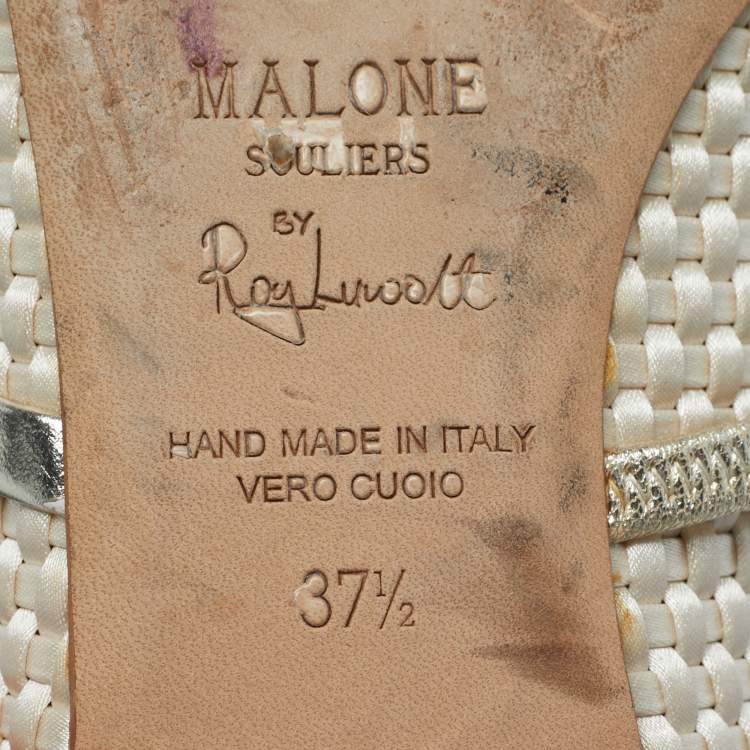 MALONE
SOULIERS
BY
Roy Luwolt
HAND MADE IN ITALY
VERO CUOIO
37½